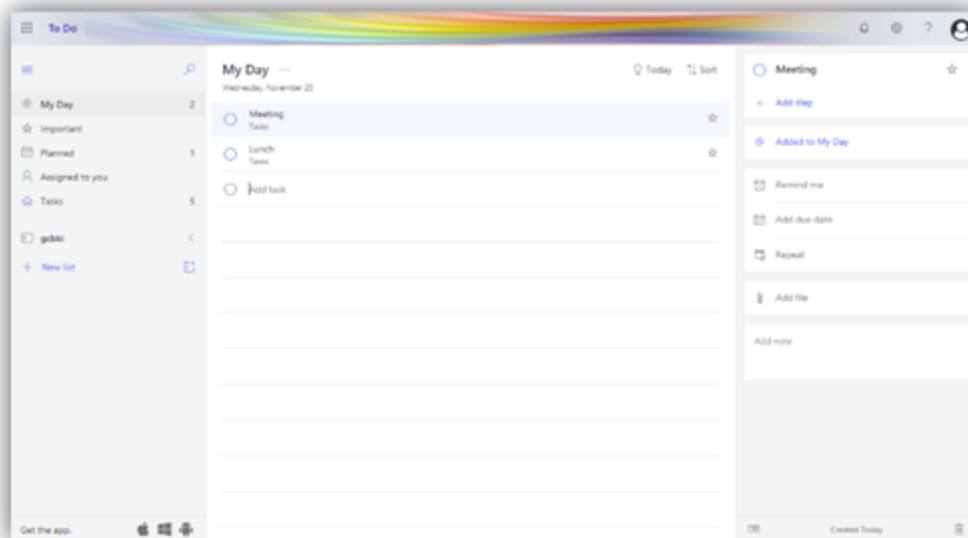 To Do
?
My Day 2
Important
Planned 1
Assigned to you
Tasks 5
New list
Get the app.
My Day ...
Today
Sort
Wednesday, November 20
Meeting
Tasks
Lunch
Tasks
Add task
Meeting
Add step
Added to My Day
Remind me
Add due date
Repeat
Add file
Add note
Created Today